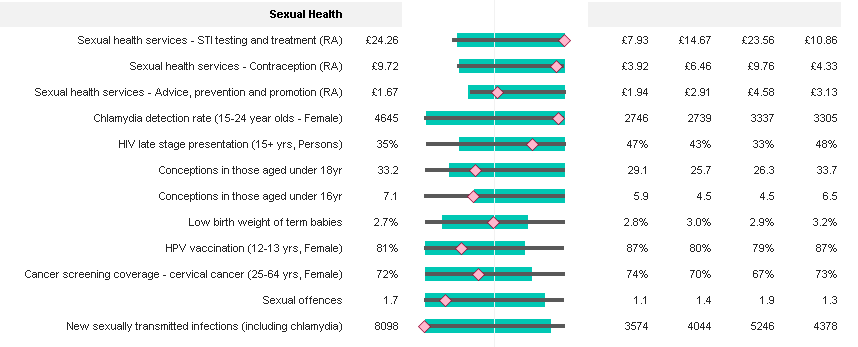 Sexual Health
Sexual health services - STI testing and treatment (RA) £24.26 £7.93 £14.67 £23.56 £10.86
Sexual health services - Contraception (RA) £9.72 £3.92 £6.46 £9.76 £4.33
Sexual health services - Advice, prevention and promotion (RA) £1.67 £1.94 £2.91 £4.58 £3.13
Chlamydia detection rate (15-24 year olds - Female) 4645 2746 2739 3337 3305
HIV late stage presentation (15+ yrs, Persons) 35% 47% 43% 33% 48%
Conceptions in those aged under 18yr 33.2 29.1 25.7 26.3 33.7
Conceptions in those aged under 16yr 7.1 5.9 4.5 4.5 6.5
Low birth weight of term babies 2.7% 2.8% 3.0% 2.9% 3.2%
HPV vaccination (12-13 yrs, Female) 81% 87% 80% 79% 87%
Cancer screening coverage - cervical cancer (25-64 yrs, Female) 72% 74% 70% 67% 73%
Sexual offences 1.7 1.1 1.4 1.9 1.3
New sexually transmitted infections (including chlamydia) 8098 3574 4044 5246 4378